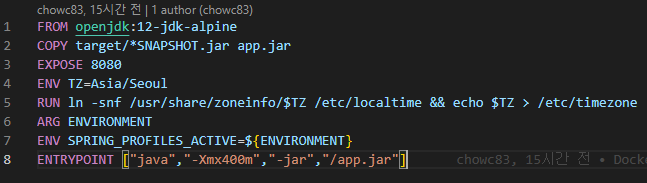 chowc83, 15시간 전 | 1 author (chowc83)
1 FROM openjdk:12-jdk-alpine
2 COPY target/*SNAPSHOT.jar app.jar
3 EXPOSE 8080
4 ENV TZ=Asia/Seoul
5 RUN ln -snf /usr/share/zoneinfo/$TZ /etc/localtime && echo $TZ > /etc/timezone
6 ARG ENVIRONMENT
7 ENV SPRING_PROFILES_ACTIVE=${ENVIRONMENT}
8 ENTRYPOINT ["java","-Xmx400m","-jar","/app.jar"] chowc83, 15시간 전 • Docke